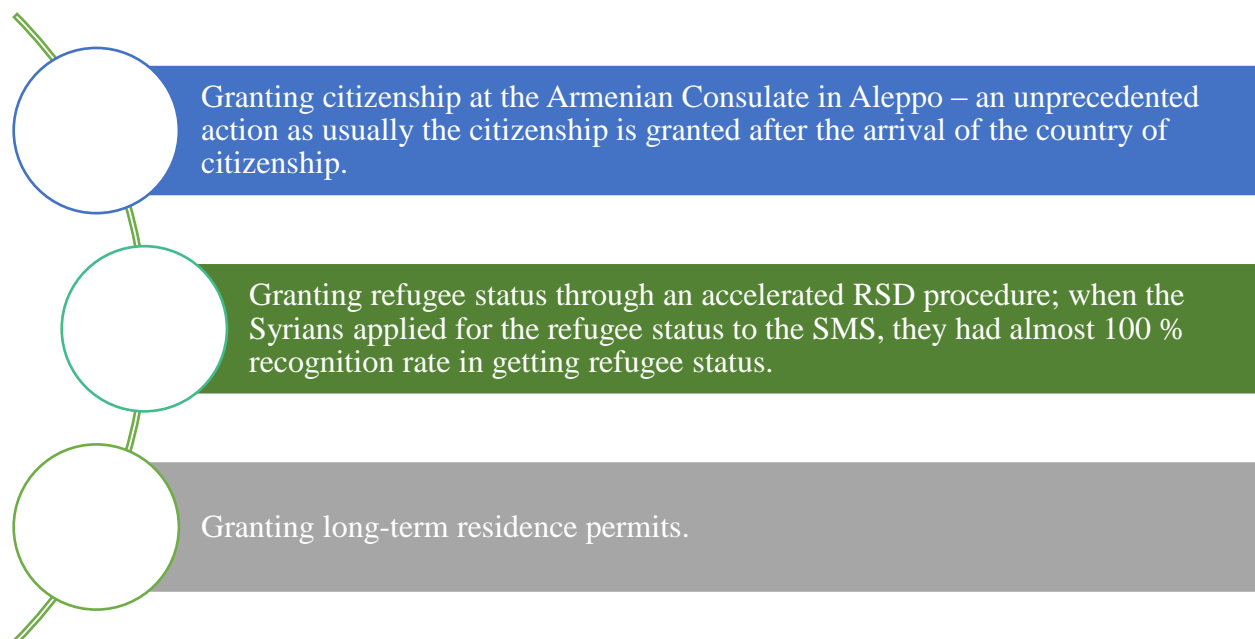 Granting citizenship at the Armenian Consulate in Aleppo – an unprecedented
action as usually the citizenship is granted after the arrival of the country of
citizenship.
Granting refugee status through an accelerated RSD procedure; when the
Syrians applied for the refugee status to the SMS, they had almost 100 %
recognition rate in getting refugee status.
Granting long-term residence permits.